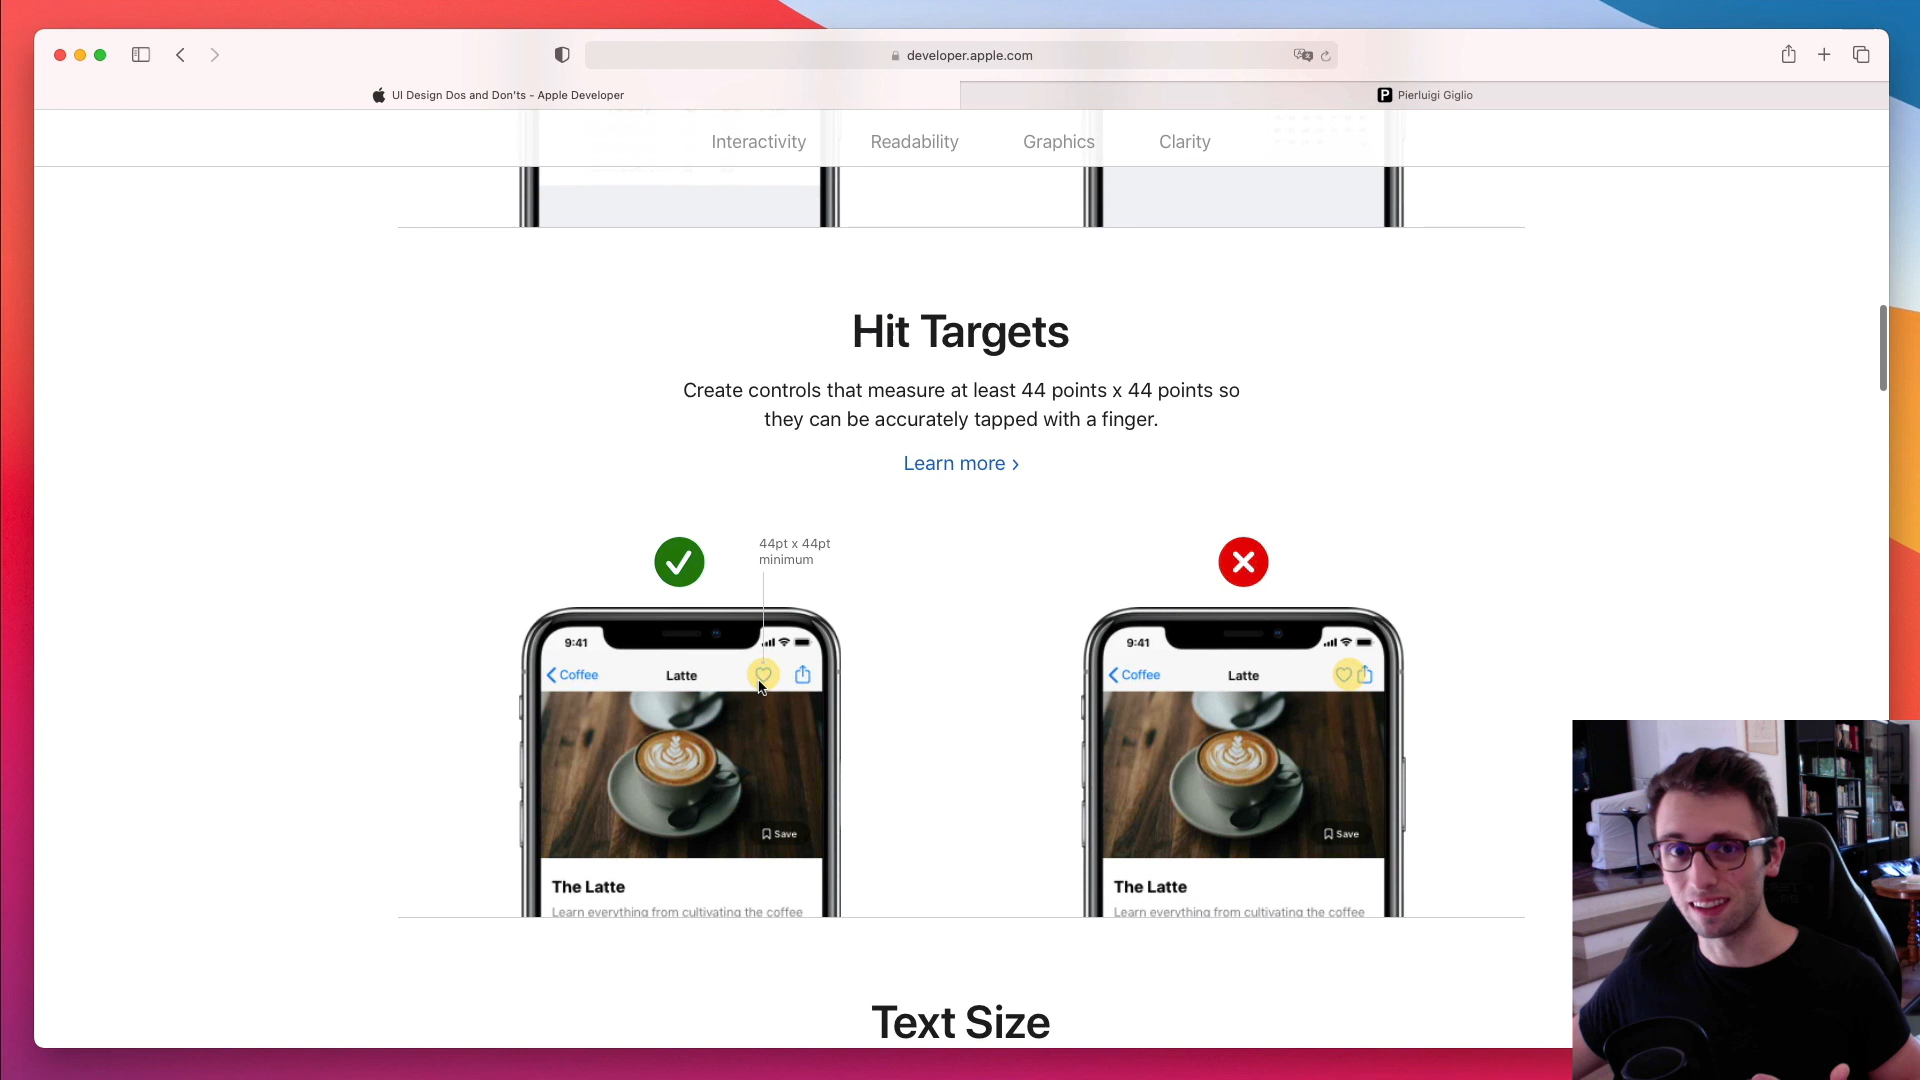 developer.apple.com
UI Design Dos and Don'ts - Apple Developer
P Pierluigi Giglio
Interactivity
Readability
Graphics
Clarity
Hit Targets
Create controls that measure at least 44 points x 44 points so
they can be accurately tapped with a finger.
Learn more ›
44pt x 44pt
minimum
9:41
Coffee
Latte
Save
The Latte
Learn everything from cultivating the coffee
9:41
Coffee
Latte
Save
The Latte
Learn everything from cultivating the coffee
Text Size